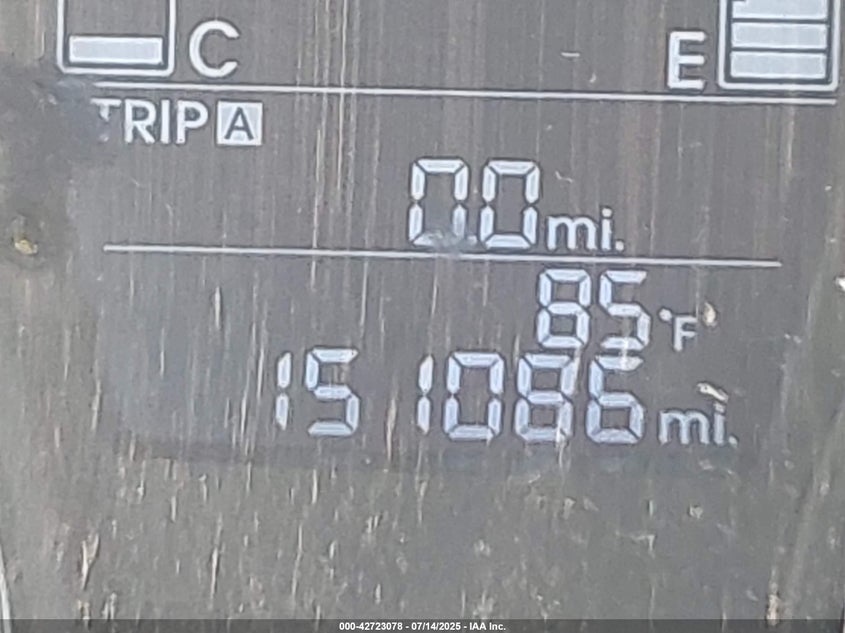 C E
TRIP A
0.0 mi.
85°F
151086 mi.
000-42723078 - 07/14/2025 - IAA Inc.